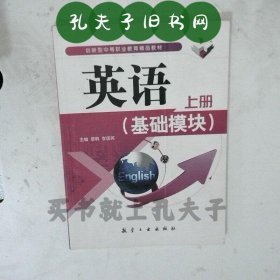 孔夫子旧书网
创新型中等职业教育精品教材
英语
上册
(基础模块)
主编
English
买书就上孔夫子
航空工业出版社